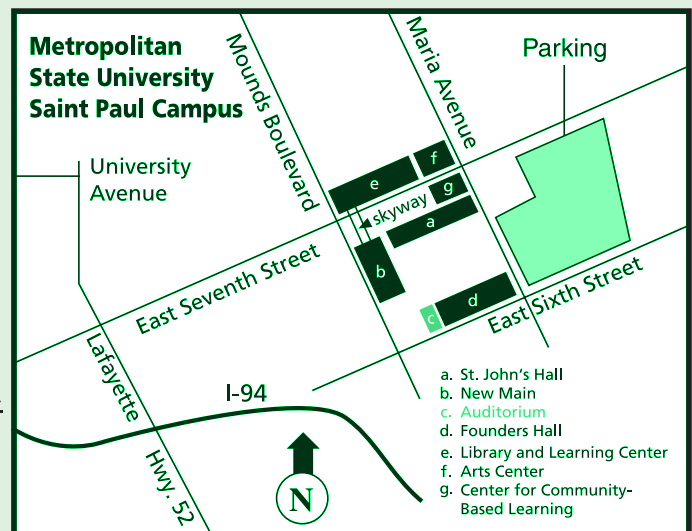 Metropolitan
State University
Saint Paul Campus
Mounds Boulevard
Maria Avenue
Parking
University
Avenue
e
f
g
skyway
a
b
c
d
East Seventh Street
East Sixth Street
Lafayette
Hwy. 52
I-94
N
a. St. John's Hall
b. New Main
c. Auditorium
d. Founders Hall
e. Library and Learning Center
f. Arts Center
g. Center for Community-
Based Learning